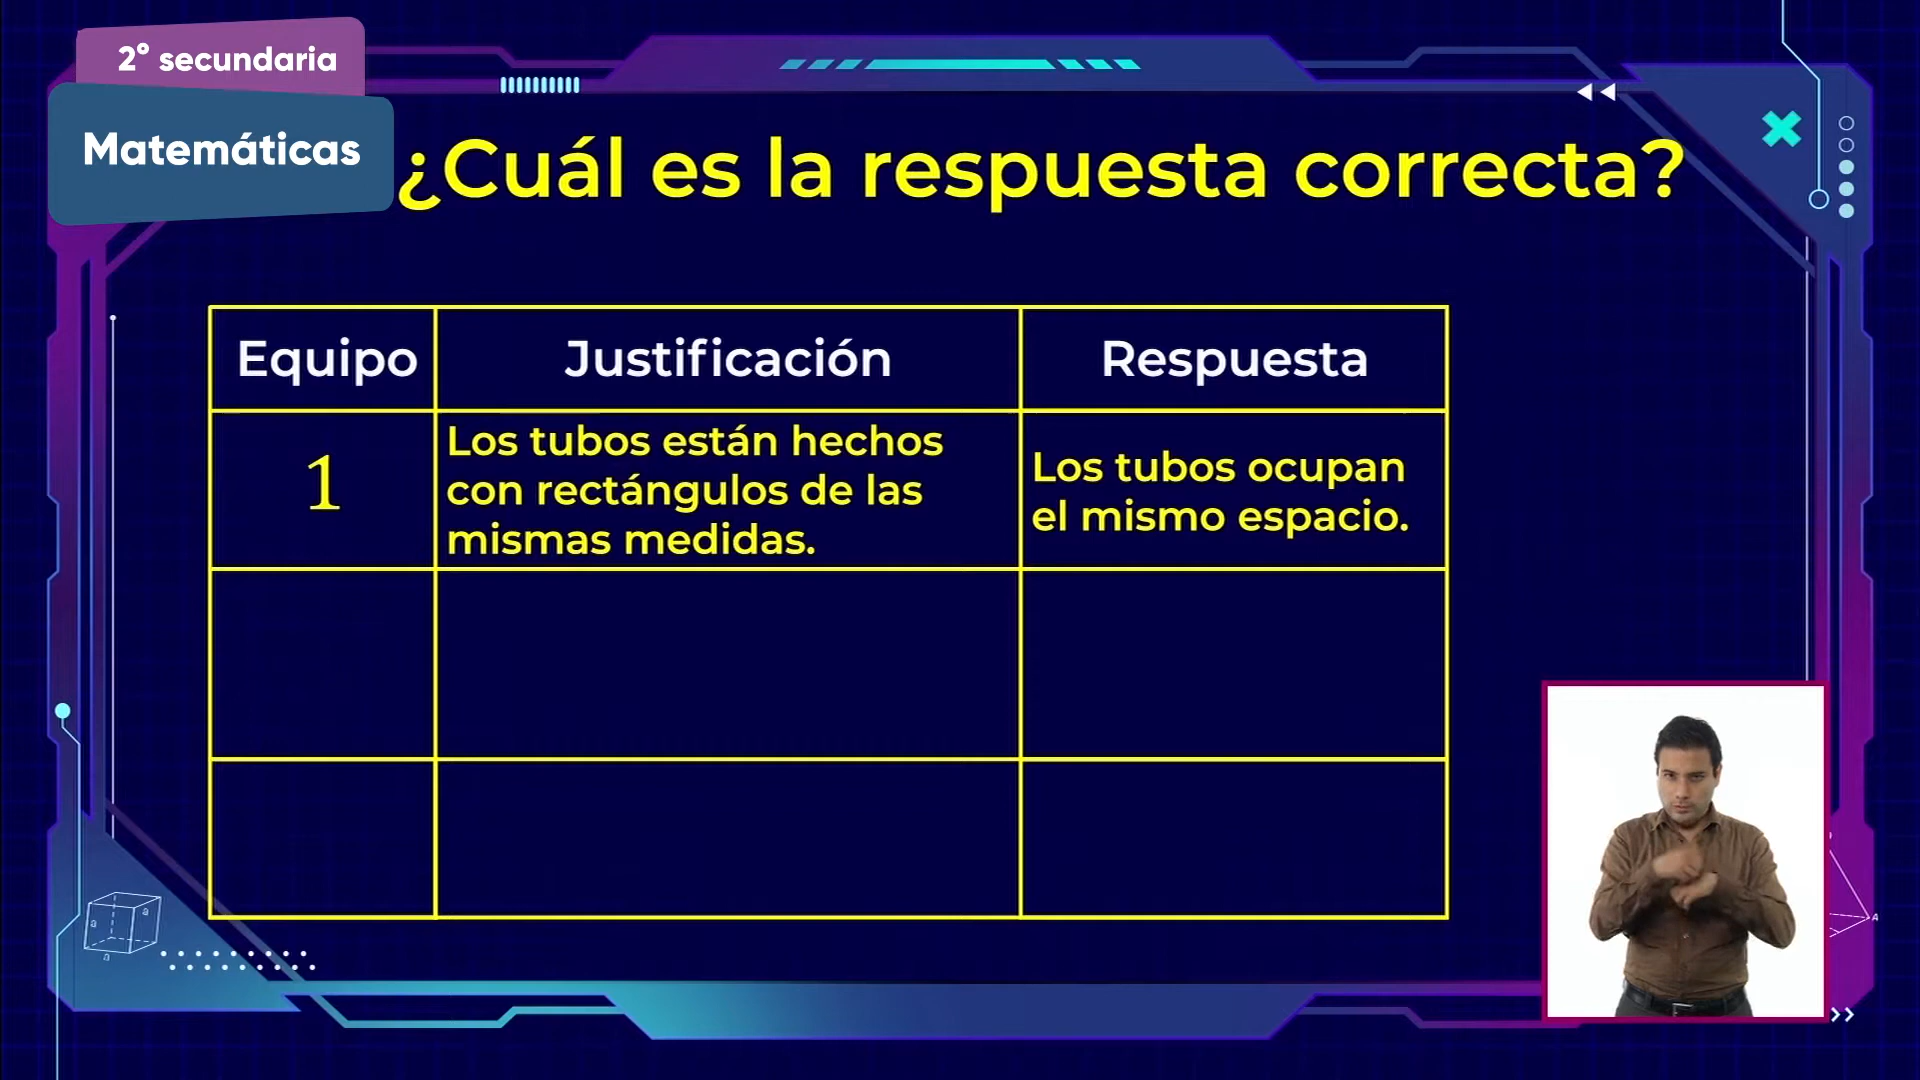 2° secundaria
Matemáticas
¿Cuál es la respuesta correcta?
Equipo
Justificación
Respuesta
1
Los tubos están hechos
con rectángulos de las
mismas medidas.
Los tubos ocupan
el mismo espacio.
a
a
a
A